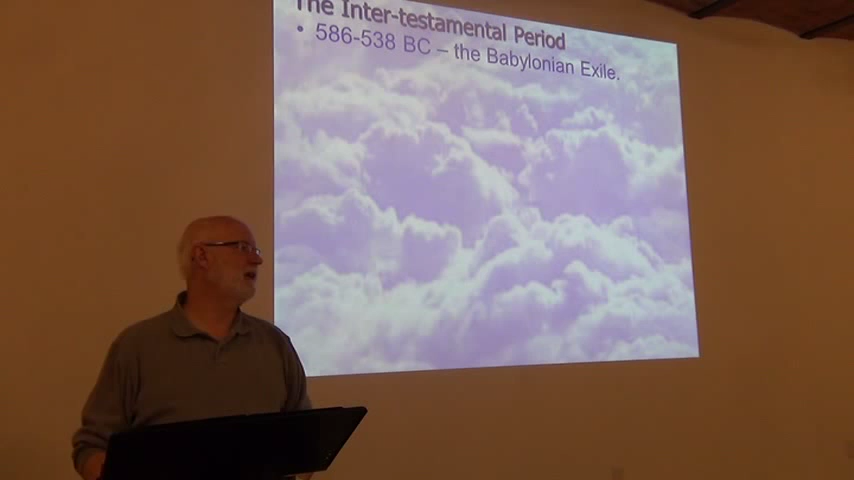 The Inter-testamental Period
• 586-538 BC – the Babylonian Exile.